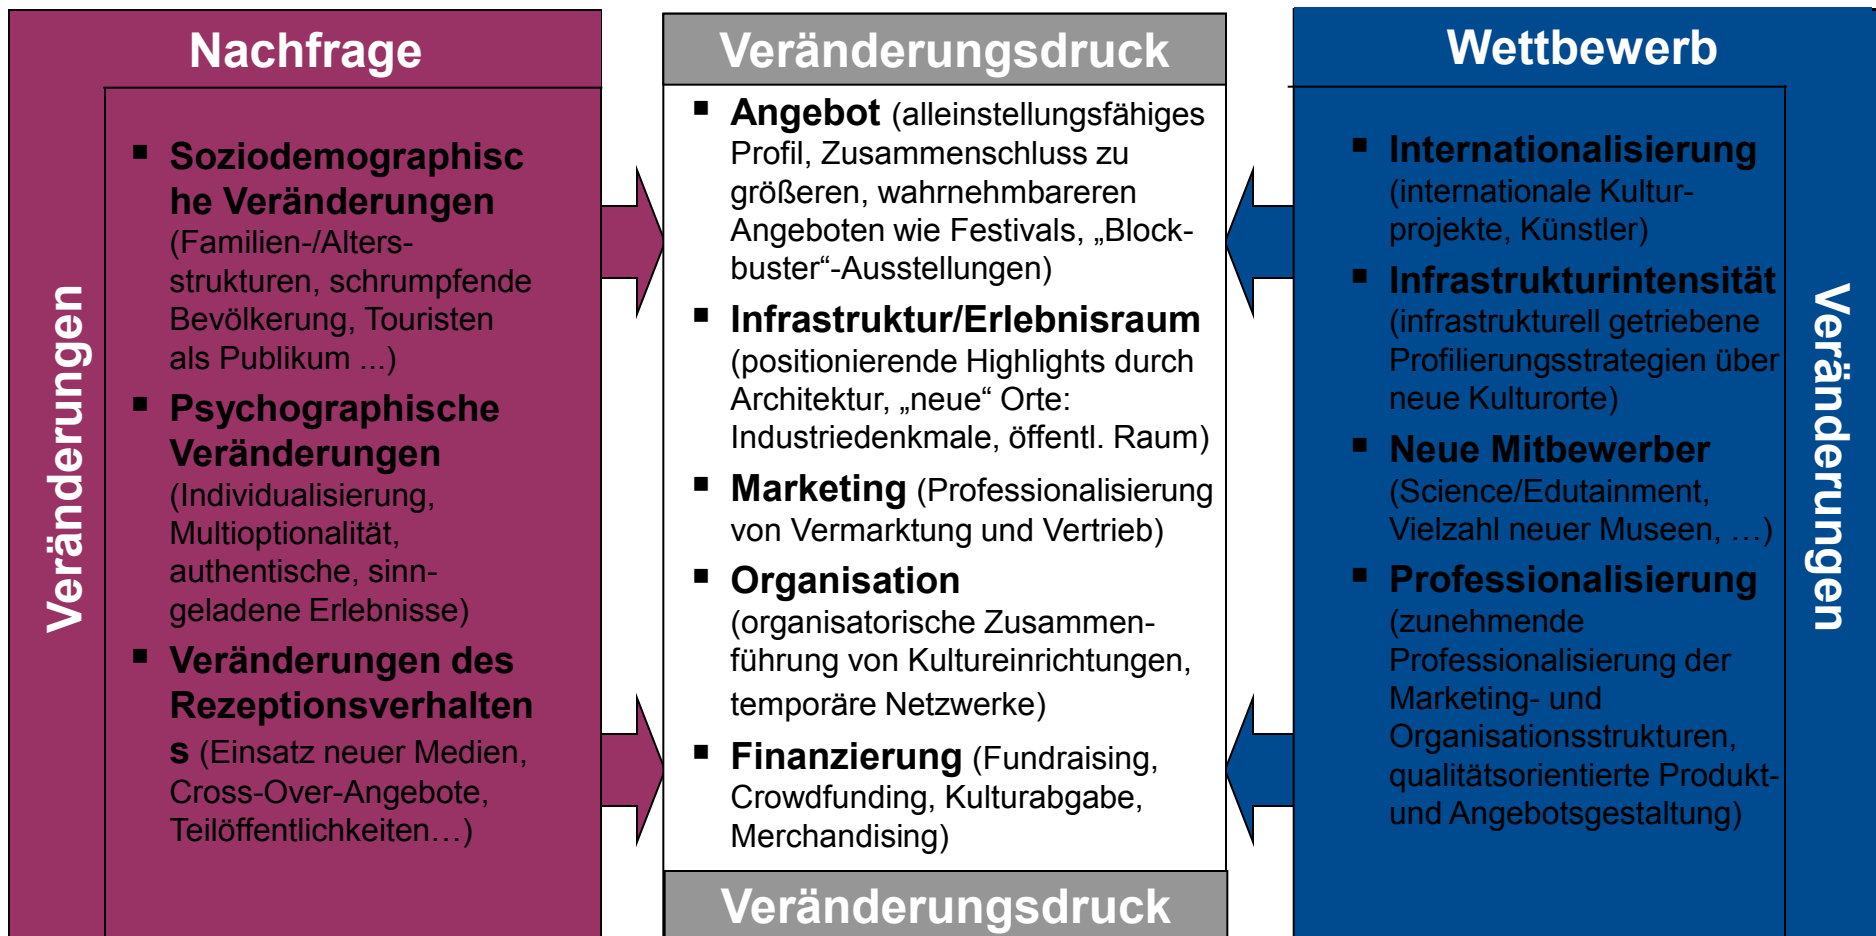 Nachfrage
Veränderungen
■ Soziodemographisc
he Veränderungen
(Familien-/Alters-
strukturen, schrumpfende
Bevölkerung, Touristen
als Publikum ...)
■ Psychographische
Veränderungen
(Individualisierung,
Multioptionalität,
authentische, sinn-
geladene Erlebnisse)
■ Veränderungen des
Rezeptionsverhalten
s (Einsatz neuer Medien,
Cross-Over-Angebote,
Teilöffentlichkeiten…)
Veränderungsdruck
■ Angebot (alleinstellungsfähiges
Profil, Zusammenschluss zu
größeren, wahrnehmbareren
Angeboten wie Festivals, „Block-
buster“-Ausstellungen)
■ Infrastruktur/Erlebnisraum
(positionierende Highlights durch
Architektur, „neue“ Orte:
Industriedenkmale, öffentl. Raum)
■ Marketing (Professionalisierung
von Vermarktung und Vertrieb)
■ Organisation
(organisatorische Zusammen-
führung von Kultureinrichtungen,
temporäre Netzwerke)
■ Finanzierung (Fundraising,
Crowdfunding, Kulturabgabe,
Merchandising)
Veränderungsdruck
Wettbewerb
■ Internationalisierung
(internationale Kultur-
projekte, Künstler)
■ Infrastrukturintensität
(infrastrukturell getriebene
Profilierungsstrategien über
neue Kulturorte)
■ Neue Mitbewerber
(Science/Edutainment,
Vielzahl neuer Museen, …)
■ Professionalisierung
(zunehmende
Professionalisierung der
Marketing- und
Organisationsstrukturen,
qualitätsorientierte Produkt-
und Angebotsgestaltung)
Veränderungen